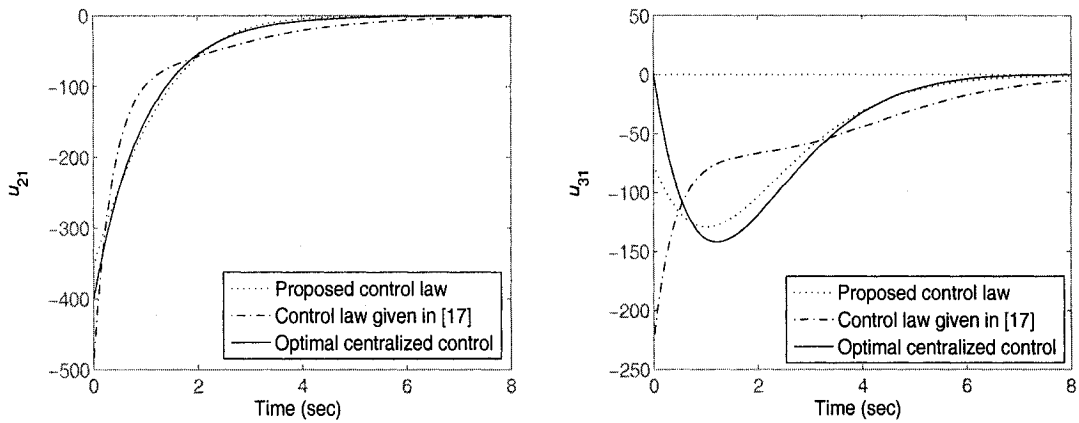 0
-100
-200
-300
-400
-500
u21
0 2 4 6 8
Time (sec)
Proposed control law
Control law given in [17]
Optimal centralized control
50
0
-50
-100
-150
-200
-250
u31
0 2 4 6 8
Time (sec)
Proposed control law
Control law given in [17]
Optimal centralized control